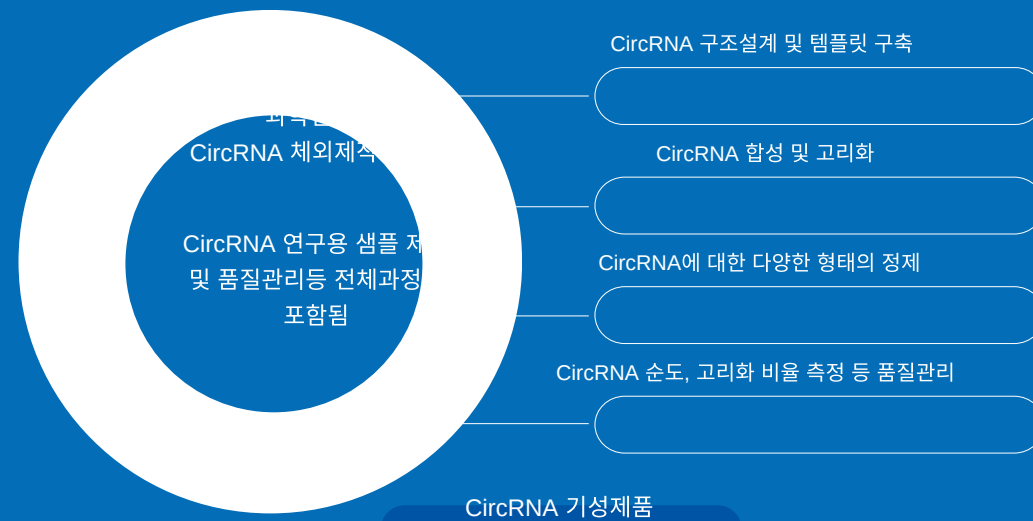 CircRNA 체외제작
CircRNA 연구용 샘플
및 품질관리등 전체과정
포함됨
CircRNA 구조설계 및 템플릿 구축
CircRNA 합성 및 고리화
CircRNA에 대한 다양한 형태의 정제
CircRNA 순도, 고리화 비율 측정 등 품질관리
CircRNA 기성제품